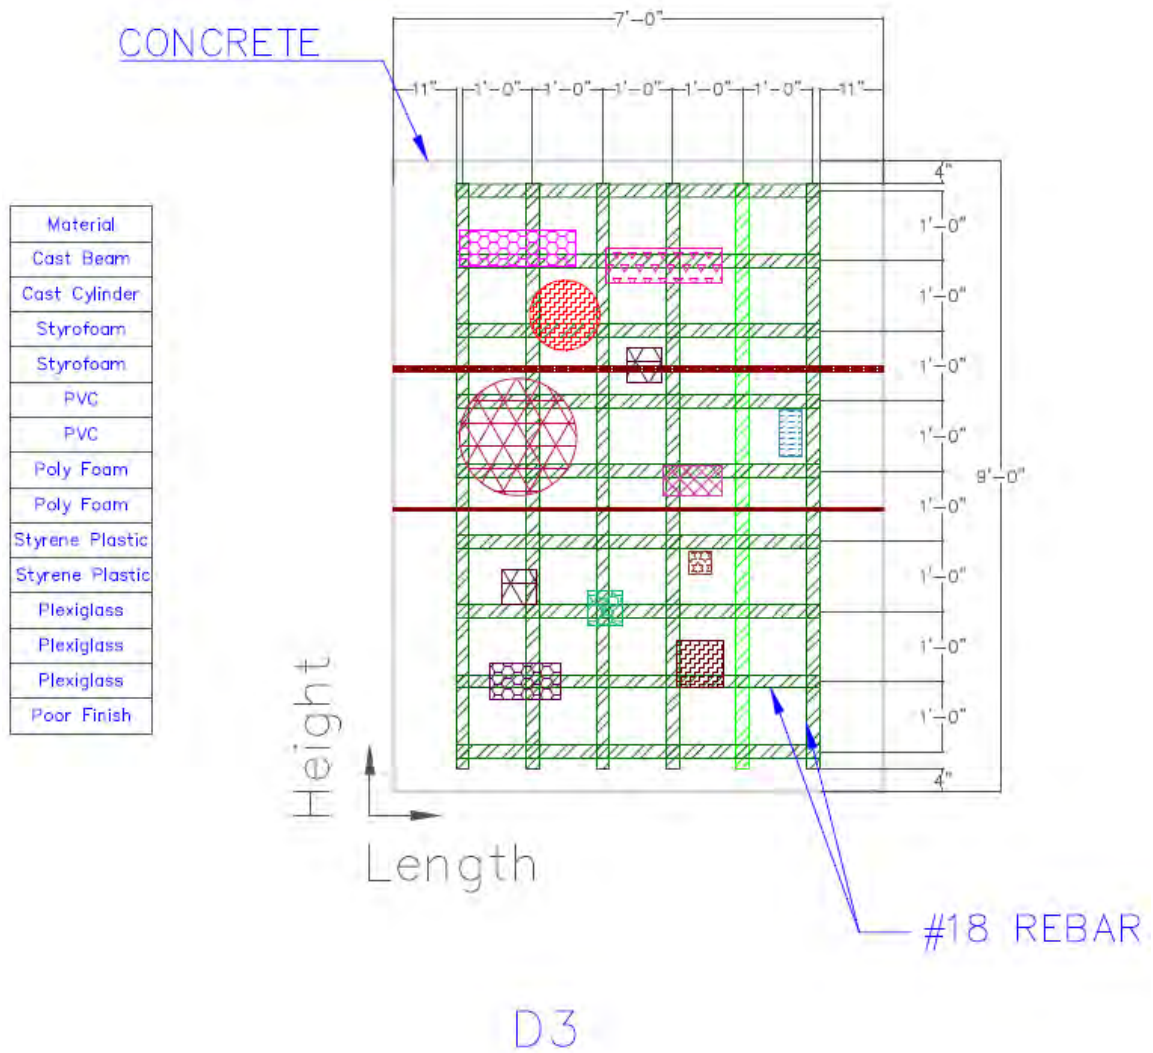 7'-0"
CONCRETE
11" 1'-0" 1'-0" 1'-0" 1'-0" 1'-0" 11"
4"
1'-0"
1'-0"
1'-0"
1'-0"
1'-0"
1'-0"
1'-0"
1'-0"
4"
9'-0"
Material
Cast Beam
Cast Cylinder
Styrofoam
Styrofoam
PVC
PVC
Poly Foam
Poly Foam
Styrene Plastic
Styrene Plastic
Plexiglass
Plexiglass
Plexiglass
Poor Finish
Height
Length
#18 REBAR
D3